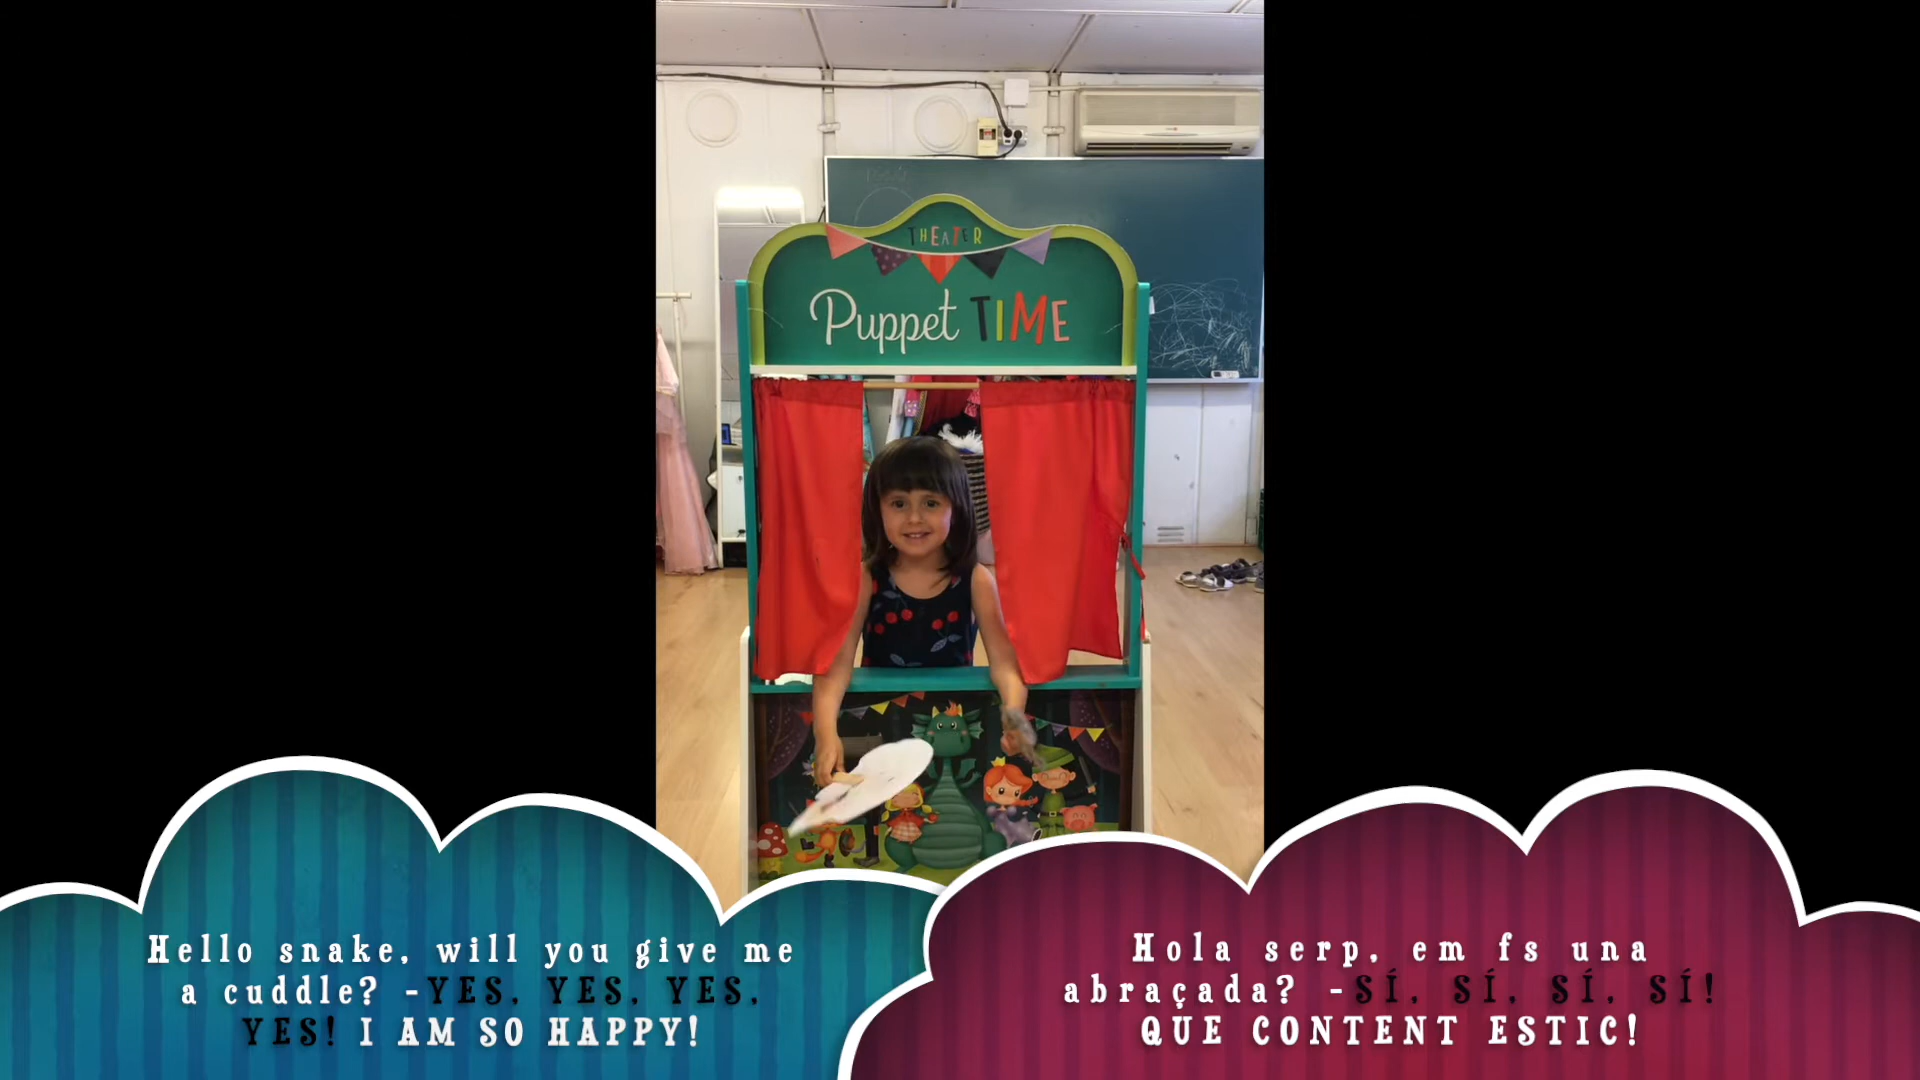 THEATER
Puppet TIME
Hello snake, will you give me
a cuddle? -YES, YES, YES,
YES! I AM SO HAPPY!
Hola serp, em fs una
abraçada? -SÍ, SÍ, SÍ, SÍ!
QUE CONTENT ESTIC!